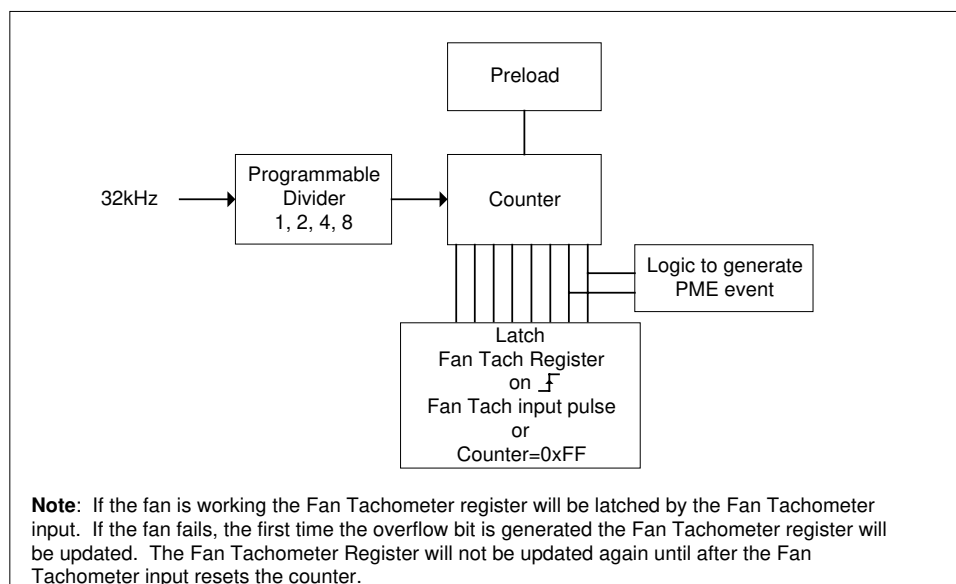 Preload
32kHz
Programmable
Divider
1, 2, 4, 8
Counter
Logic to generate
PME event
Latch
Fan Tach Register
on
Fan Tach input pulse
or
Counter=0xFF
Note: If the fan is working the Fan Tachometer register will be latched by the Fan Tachometer
input. If the fan fails, the first time the overflow bit is generated the Fan Tachometer register will
be updated. The Fan Tachometer Register will not be updated again until after the Fan
Tachometer input resets the counter.